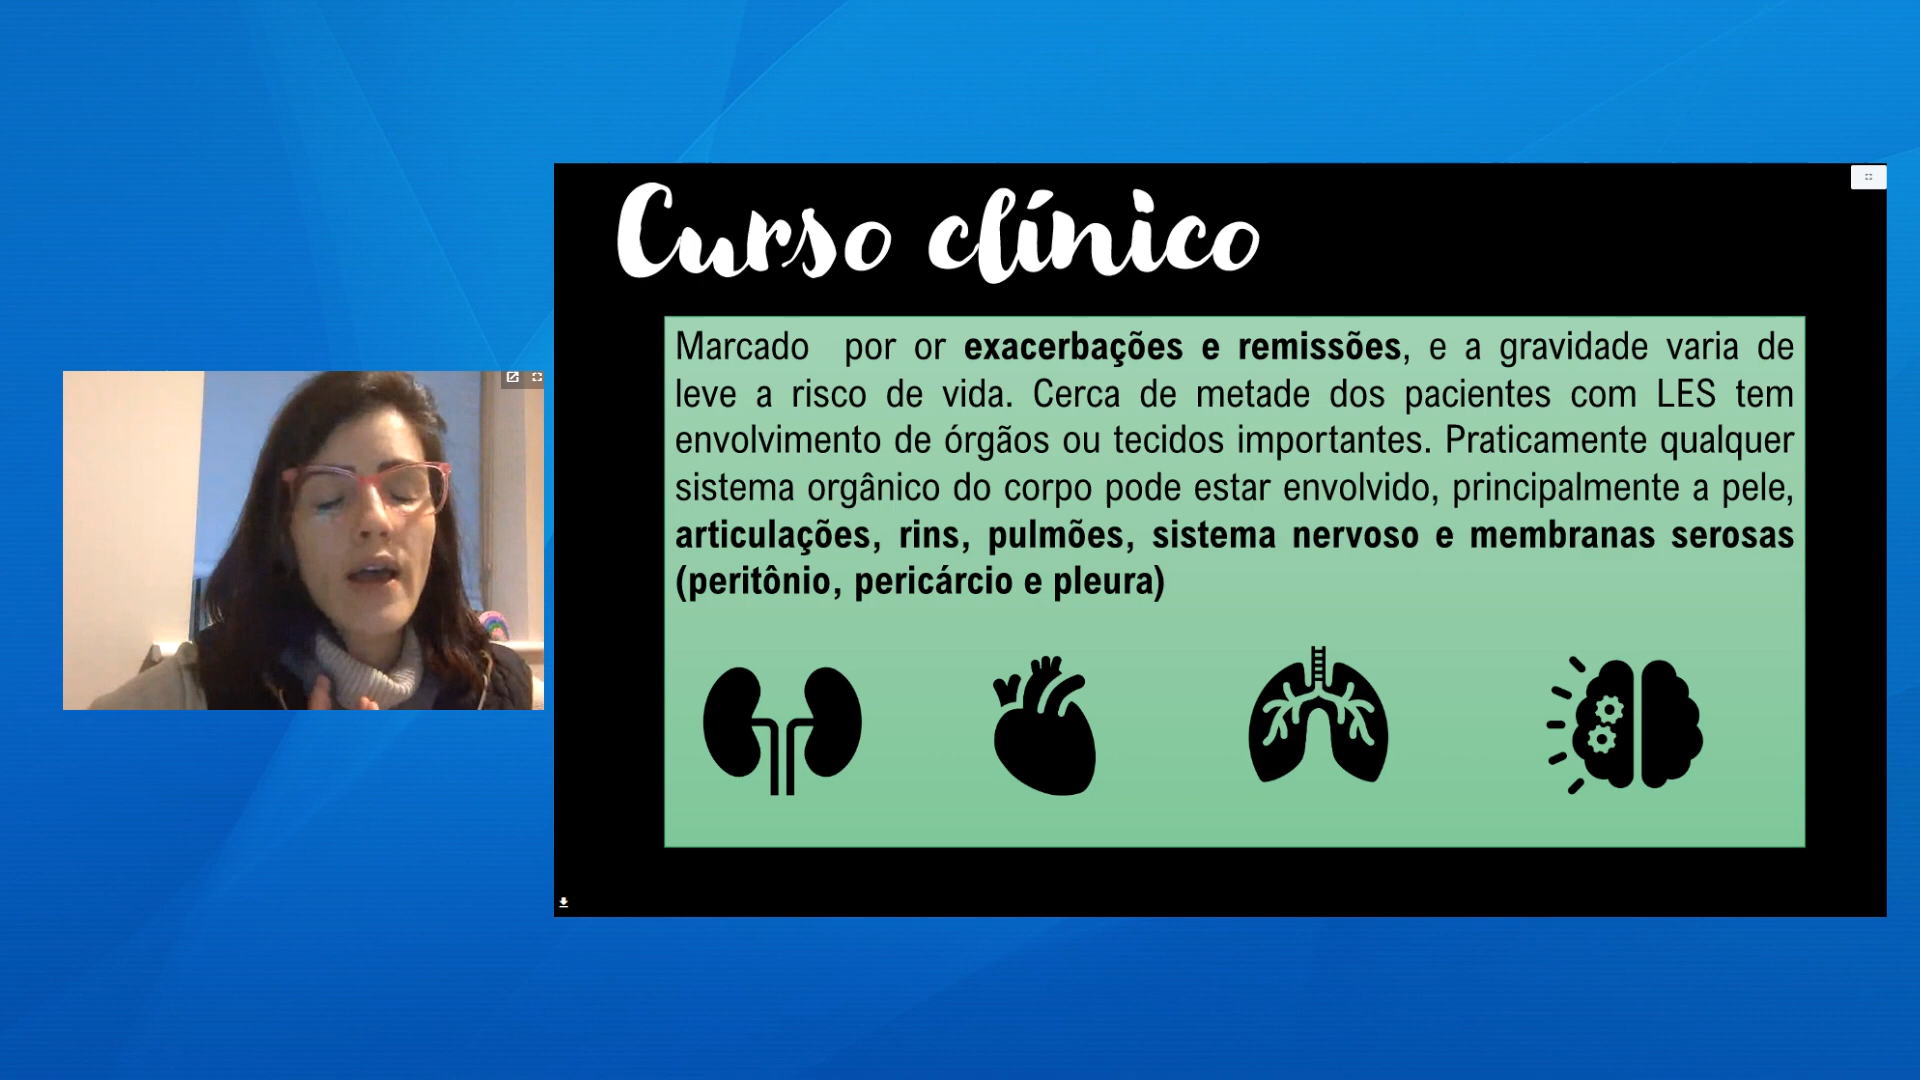 Curso clínico
Marcado por or exacerbações e remissões, e a gravidade varia de
leve a risco de vida. Cerca de metade dos pacientes com LES tem
envolvimento de órgãos ou tecidos importantes. Praticamente qualquer
sistema orgânico do corpo pode estar envolvido, principalmente a pele,
articulações, rins, pulmões, sistema nervoso e membranas serosas
(peritônio, pericárcio e pleura)